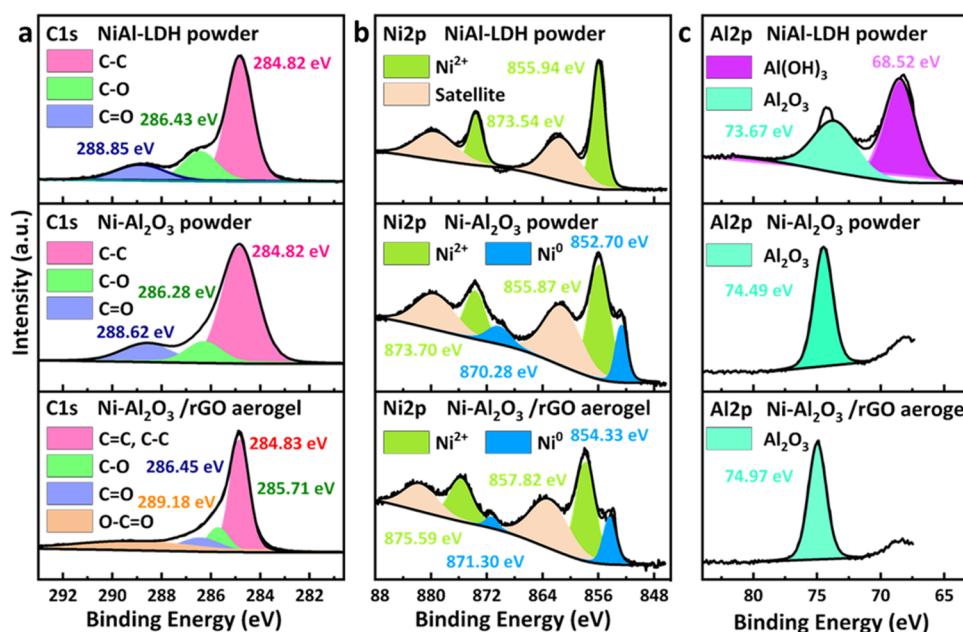 a
C1s NiAl-LDH powder
C-C
C-O
C=O
284.82 eV
286.43 eV
288.85 eV
C1s Ni-Al₂O₃ powder
C-C
C-O
C=O
284.82 eV
286.28 eV
288.62 eV
C1s Ni-Al₂O₃ /rGO aerogel
C=C, C-C
C-O
C=O
O-C=O
284.83 eV
286.45 eV
285.71 eV
289.18 eV
292 290 288 286 284 282
Binding Energy (eV)
Intensity (a.u.)
b
Ni2p NiAl-LDH powder
Ni²⁺
Satellite
855.94 eV
873.54 eV
Ni2p Ni-Al₂O₃ powder
Ni²⁺ Ni⁰ 852.70 eV
855.87 eV
873.70 eV
870.28 eV
Ni2p Ni-Al₂O₃ /rGO aerogel
Ni²⁺ Ni⁰ 854.33 eV
857.82 eV
875.59 eV
871.30 eV
88 880 872 864 856 848
Binding Energy (eV)
c
Al2p NiAl-LDH powder
Al(OH)₃
Al₂O₃
68.52 eV
73.67 eV
Al2p Ni-Al₂O₃ powder
Al₂O₃
74.49 eV
Al2p Ni-Al₂O₃ /rGO aerogel
Al₂O₃
74.97 eV
80 75 70 65
Binding Energy (eV)